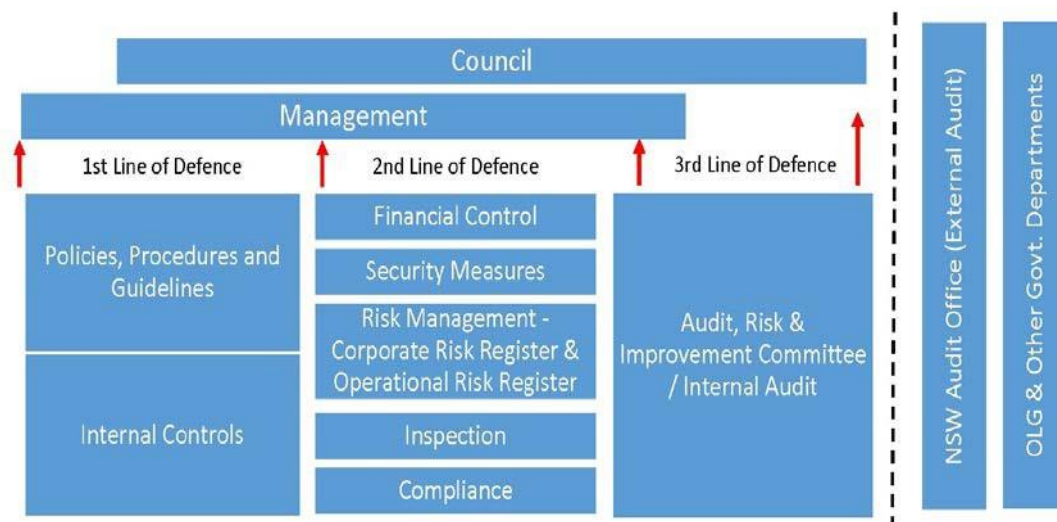 Council
Management
1st Line of Defence
2nd Line of Defence
3rd Line of Defence
Policies, Procedures and
Guidelines
Internal Controls
Financial Control
Security Measures
Risk Management -
Corporate Risk Register &
Operational Risk Register
Inspection
Compliance
Audit, Risk &
Improvement Committee
/ Internal Audit
NSW Audit Office (External Audit)
OLG & Other Govt. Departments